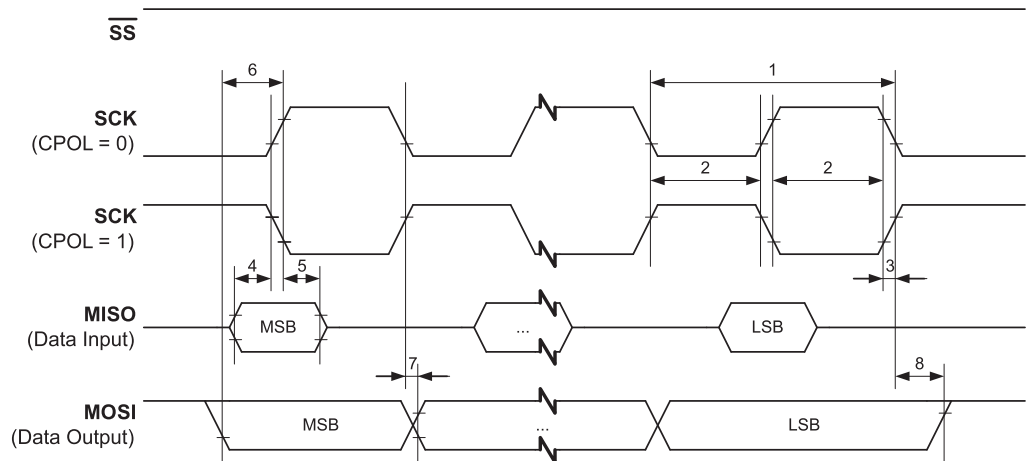 SS
6
1
SCK
(CPOL = 0)
2
2
SCK
(CPOL = 1)
4
5
3
MISO
(Data Input)
MSB
...
LSB
7
8
MOSI
(Data Output)
MSB
...
LSB